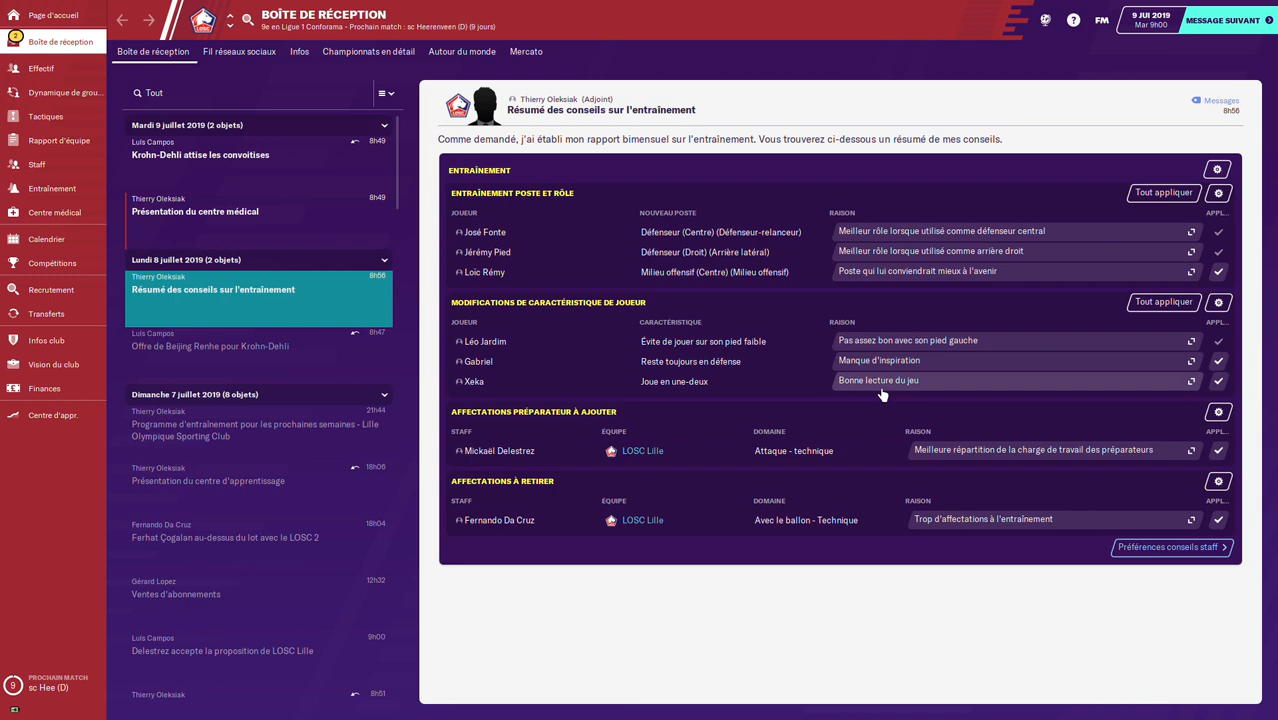 Page d'accueil
2
Boîte de réception
Effectif
Dynamique de grou...
Tactiques
Rapport d'équipe
Staff
Entraînement
Centre médical
Calendrier
Compétitions
Recrutement
Transferts
Infos club
Vision du club
Finances
Centre d'appr.
9
PROCHAIN MATCH
sc Hee (D)
LOSC
BOÎTE DE RÉCEPTION
9e en Ligue 1 Conforama - Prochain match : sc Heerenveen (D) (9 jours)
?
FM
9 JUI 2019
Mar 9h00
MESSAGE SUIVANT
Boîte de réception
Fil réseaux sociaux
Infos
Championnats en détail
Autour du monde
Mercato
Tout
Mardi 9 juillet 2019 (2 objets)
Luís Campos 8h49
Krohn-Dehli attise les convoitises
Thierry Oleksiak 8h49
Présentation du centre médical
Lundi 8 juillet 2019 (2 objets)
Thierry Oleksiak 8h56
Résumé des conseils sur l'entraînement
Luís Campos 8h47
Offre de Beijing Renhe pour Krohn-Dehli
Dimanche 7 juillet 2019 (8 objets)
Thierry Oleksiak 21h44
Programme d'entraînement pour les prochaines semaines - Lille
Olympique Sporting Club
Thierry Oleksiak 18h06
Présentation du centre d'apprentissage
Fernando Da Cruz 18h04
Ferhat Çogalan au-dessus du lot avec le LOSC 2
Gérard Lopez 12h32
Ventes d'abonnements
Luís Campos 9h00
Delestrez accepte la proposition de LOSC Lille
Thierry Oleksiak 8h51
Thierry Oleksiak (Adjoint)
Résumé des conseils sur l'entraînement
Messages
8h56
Comme demandé, j'ai établi mon rapport bimensuel sur l'entraînement. Vous trouverez ci-dessous un résumé de mes conseils.
ENTRAÎNEMENT
ENTRAÎNEMENT POSTE ET RÔLE Tout appliquer
JOUEUR NOUVEAU POSTE RAISON APPL...
José Fonte Défenseur (Centre) (Défenseur-relanceur) Meilleur rôle lorsque utilisé comme défenseur central
Jérémy Pied Défenseur (Droit) (Arrière latéral) Meilleur rôle lorsque utilisé comme arrière droit
Loïc Rémy Milieu offensif (Centre) (Milieu offensif) Poste qui lui conviendrait mieux à l'avenir
MODIFICATIONS DE CARACTÉRISTIQUE DE JOUEUR Tout appliquer
JOUEUR CARACTÉRISTIQUE RAISON APPL...
Léo Jardim Évite de jouer sur son pied faible Pas assez bon avec son pied gauche
Gabriel Reste toujours en défense Manque d'inspiration
Xeka Joue en une-deux Bonne lecture du jeu
AFFECTATIONS PRÉPARATEUR À AJOUTER
STAFF ÉQUIPE DOMAINE RAISON APPL...
Mickaël Delestrez LOSC Lille Attaque - technique Meilleure répartition de la charge de travail des préparateurs
AFFECTATIONS À RETIRER
STAFF ÉQUIPE DOMAINE RAISON APPL...
Fernando Da Cruz LOSC Lille Avec le ballon - Technique Trop d'affectations à l'entraînement
Préférences conseils staff